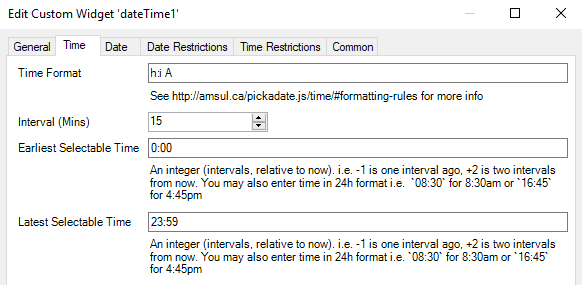 Edit Custom Widget 'dateTime1'
General Time Date Date Restrictions Time Restrictions Common
Time Format h:i A
See http://amsul.ca/pickadate.js/time/#formatting-rules for more info
Interval (Mins) 15
Earliest Selectable Time 0:00
An integer (intervals, relative to now). i.e. -1 is one interval ago, +2 is two intervals
from now. You may also enter time in 24h format i.e. `08:30` for 8:30am or `16:45`
for 4:45pm
Latest Selectable Time 23:59
An integer (intervals, relative to now). i.e. -1 is one interval ago, +2 is two intervals
from now. You may also enter time in 24h format i.e. `08:30` for 8:30am or `16:45`
for 4:45pm